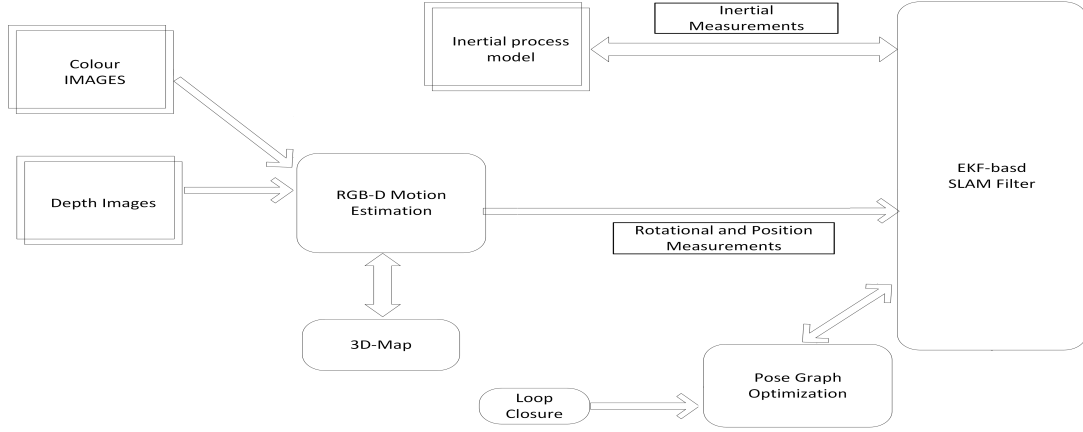 Colour
IMAGES
Depth Images
Inertial process
model
Inertial
Measurements
RGB-D Motion
Estimation
Rotational and Position
Measurements
EKF-basd
SLAM Filter
3D-Map
Loop
Closure
Pose Graph
Optimization